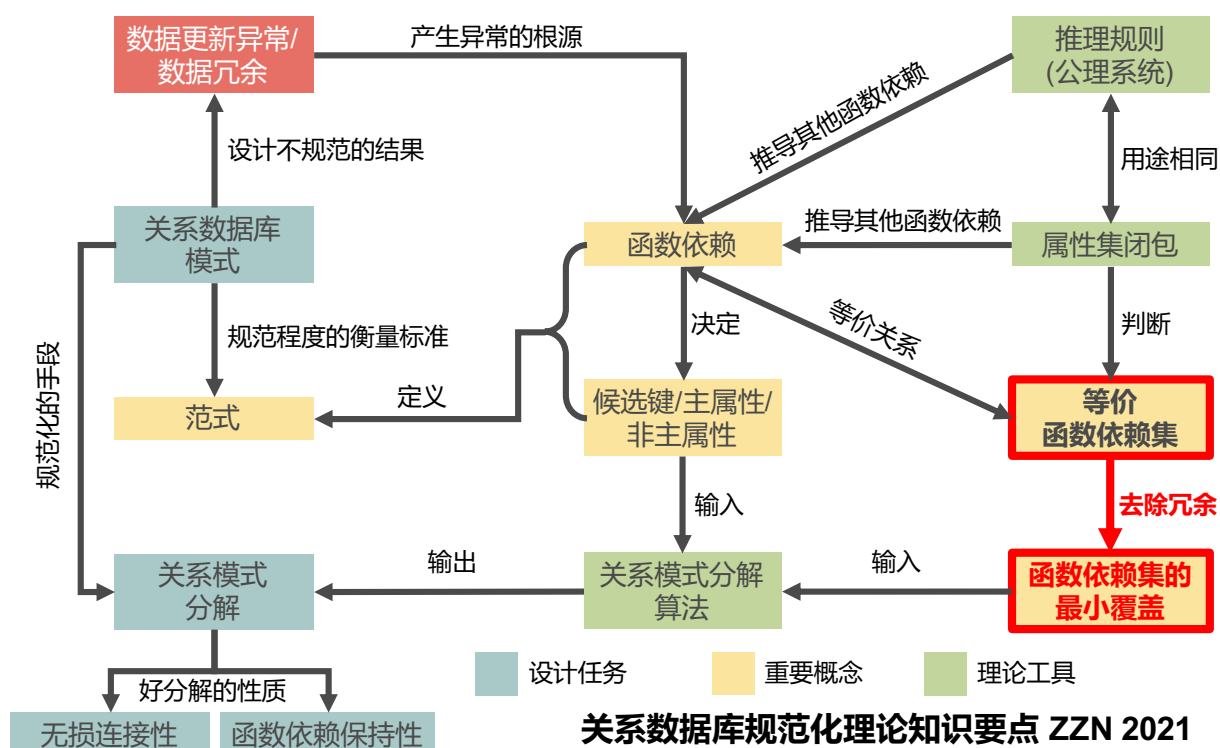 数据更新异常/
数据冗余
产生异常的根源
推理规则
(公理系统)
推导其他函数依赖
设计不规范的结果
用途相同
关系数据库
模式
函数依赖
推导其他函数依赖
属性集闭包
规范化的手段
规范程度的衡量标准
决定
等价关系
判断
范式
定义
候选键/主属性/
非主属性
等价
函数依赖集
输入
去除冗余
关系模式
分解
输出
关系模式分解
算法
输入
函数依赖集的
最小覆盖
好分解的性质
设计任务
重要概念
理论工具
无损连接性
函数依赖保持性
关系数据库规范化理论知识要点 ZZN 2021